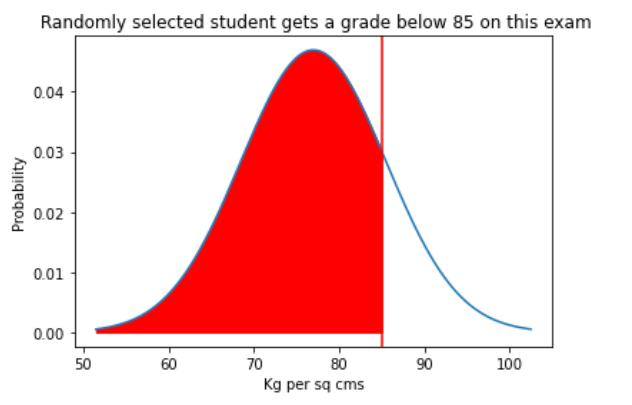 Randomly selected student gets a grade below 85 on this exam
Probability
0.04
0.03
0.02
0.01
0.00
50 60 70 80 90 100
Kg per sq cms